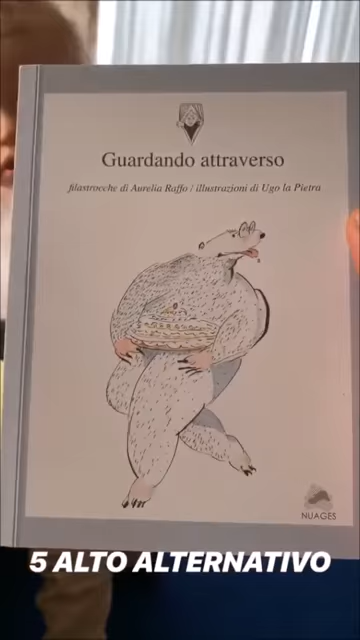 Guardando attraverso
filastrocche di Aurelia Raffo / illustrazioni di Ugo la Pietra
NUAGES
5 ALTO ALTERNATIVO